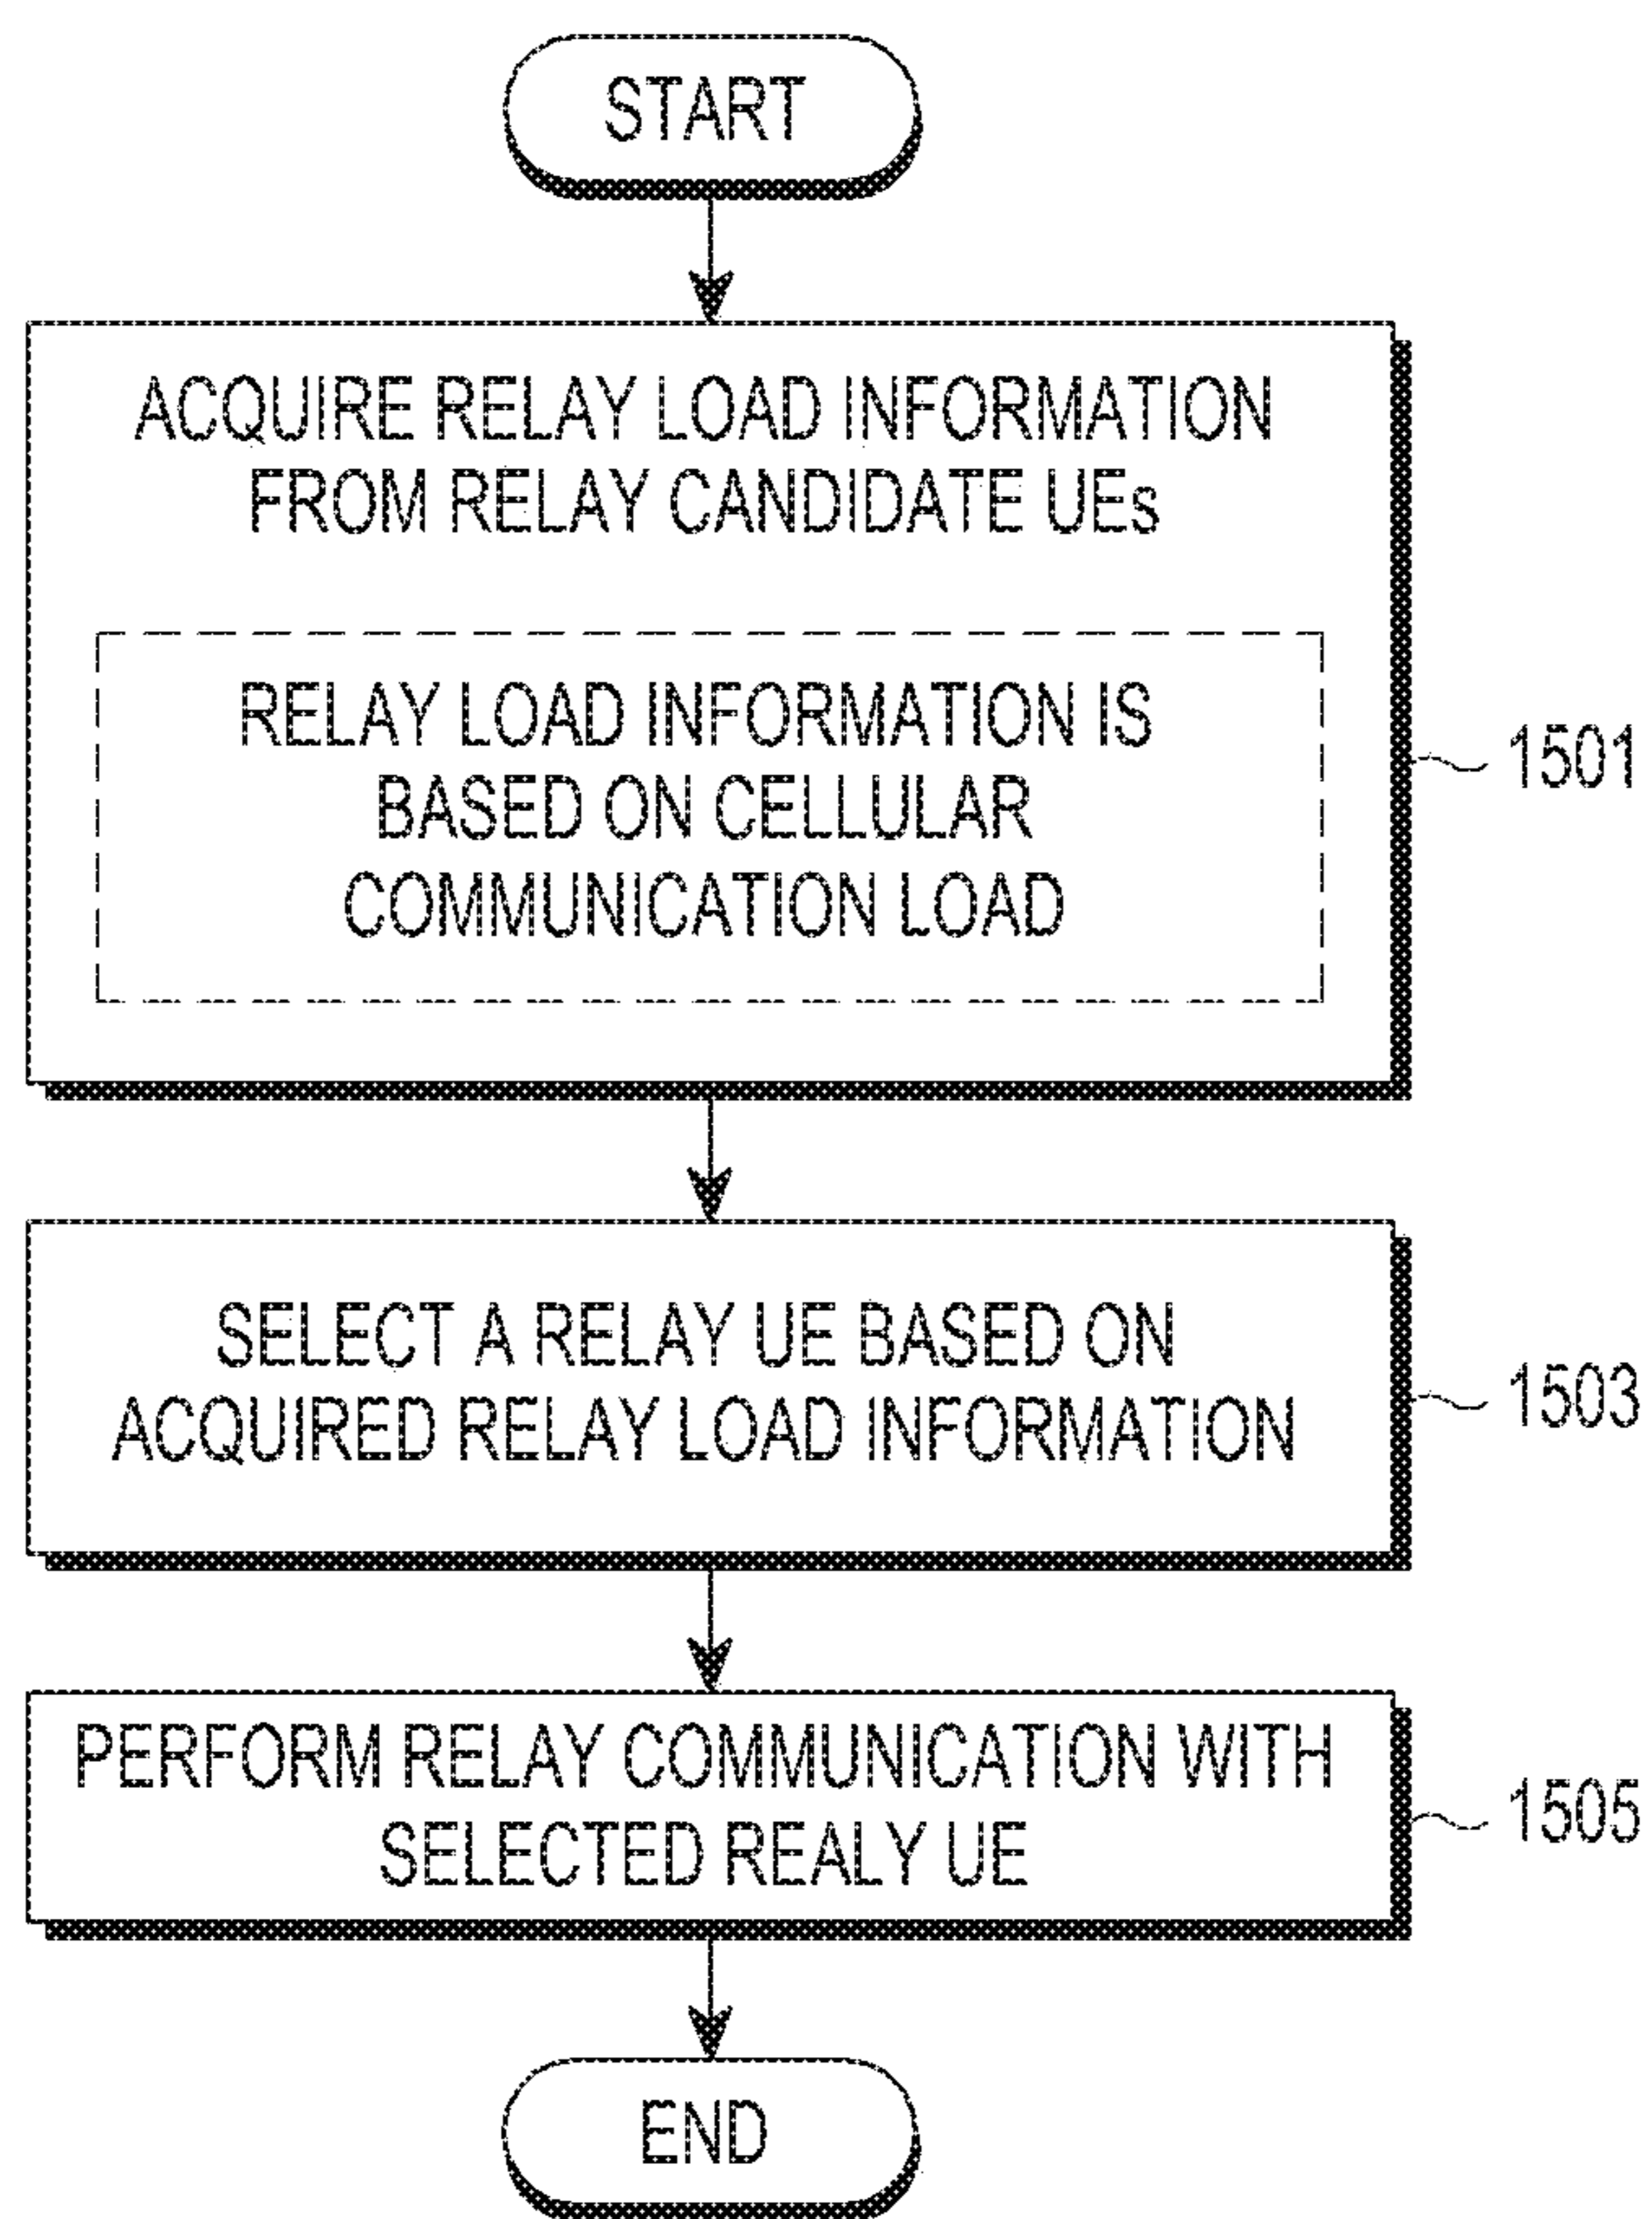 START
ACQUIRE RELAY LOAD INFORMATION
FROM RELAY CANDIDATE UEs
RELAY LOAD INFORMATION IS
BASED ON CELLULAR
COMMUNICATION LOAD
1501
SELECT A RELAY UE BASED ON
ACQUIRED RELAY LOAD INFORMATION
1503
PERFORM RELAY COMMUNICATION WITH
SELECTED REALY UE
1505
END